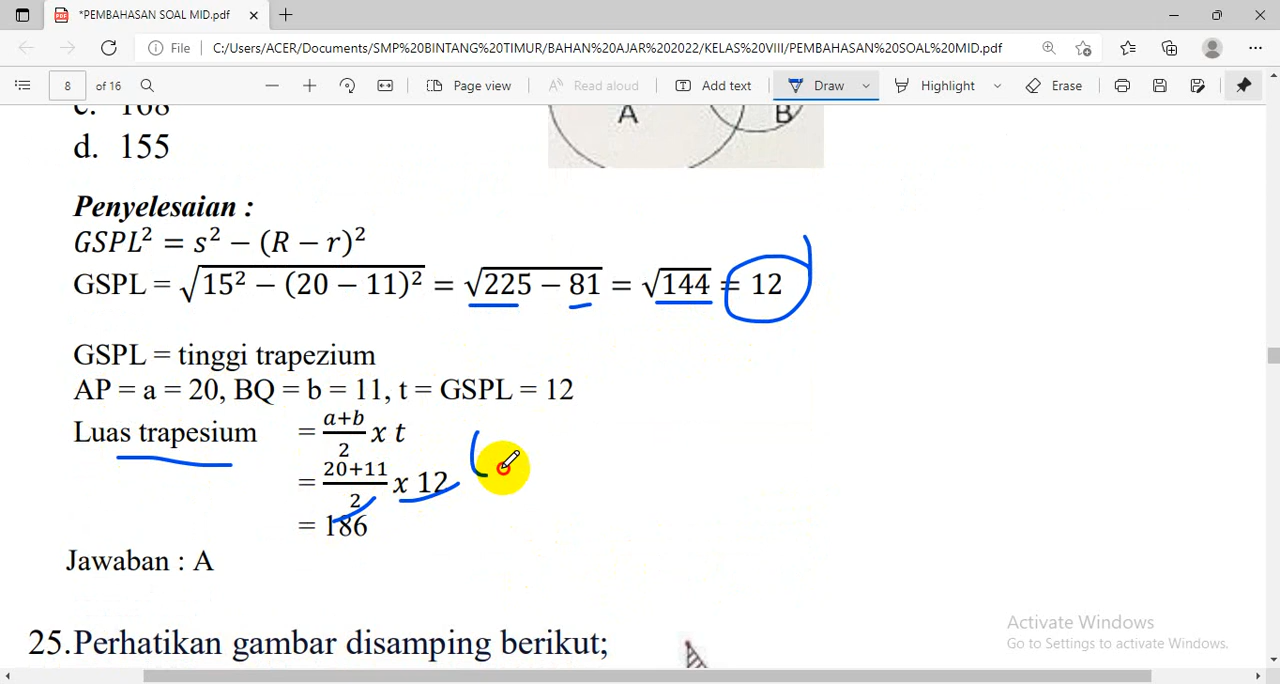 *PEMBAHASAN SOAL MID.pdf
File C:/Users/ACER/Documents/SMP%20BINTANG%20TIMUR/BAHAN%20AJAR%202022/KELAS%20VIII/PEMBAHASAN%20SOAL%20MID.pdf
8 of 16 Page view Read aloud Add text Draw Highlight Erase
c. 168
A B
d. 155
Penyelesaian :
GSPL² = s² − (R − r)²
GSPL = √(15² − (20 − 11)²) = √(225 − 81) = √144 = 12
GSPL = tinggi trapezium
AP = a = 20, BQ = b = 11, t = GSPL = 12
Luas trapesium = (a+b)/2 x t
= (20+11)/2 x 12
= 186
Jawaban : A
25. Perhatikan gambar disamping berikut;
Activate Windows
Go to Settings to activate Windows.